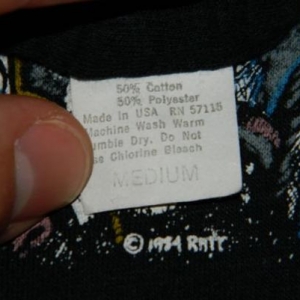 50% Cotton
50% Polyester
Made in USA RN 57115
Machine Wash Warm
Tumble Dry. Do Not
Use Chlorine Bleach
MEDIUM
© 1984 RATT